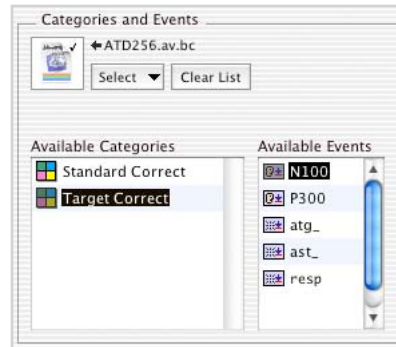 Categories and Events
ATD256.av.bc
Select Clear List
Available Categories Available Events
Standard Correct N100
Target Correct P300
atg_
ast_
resp